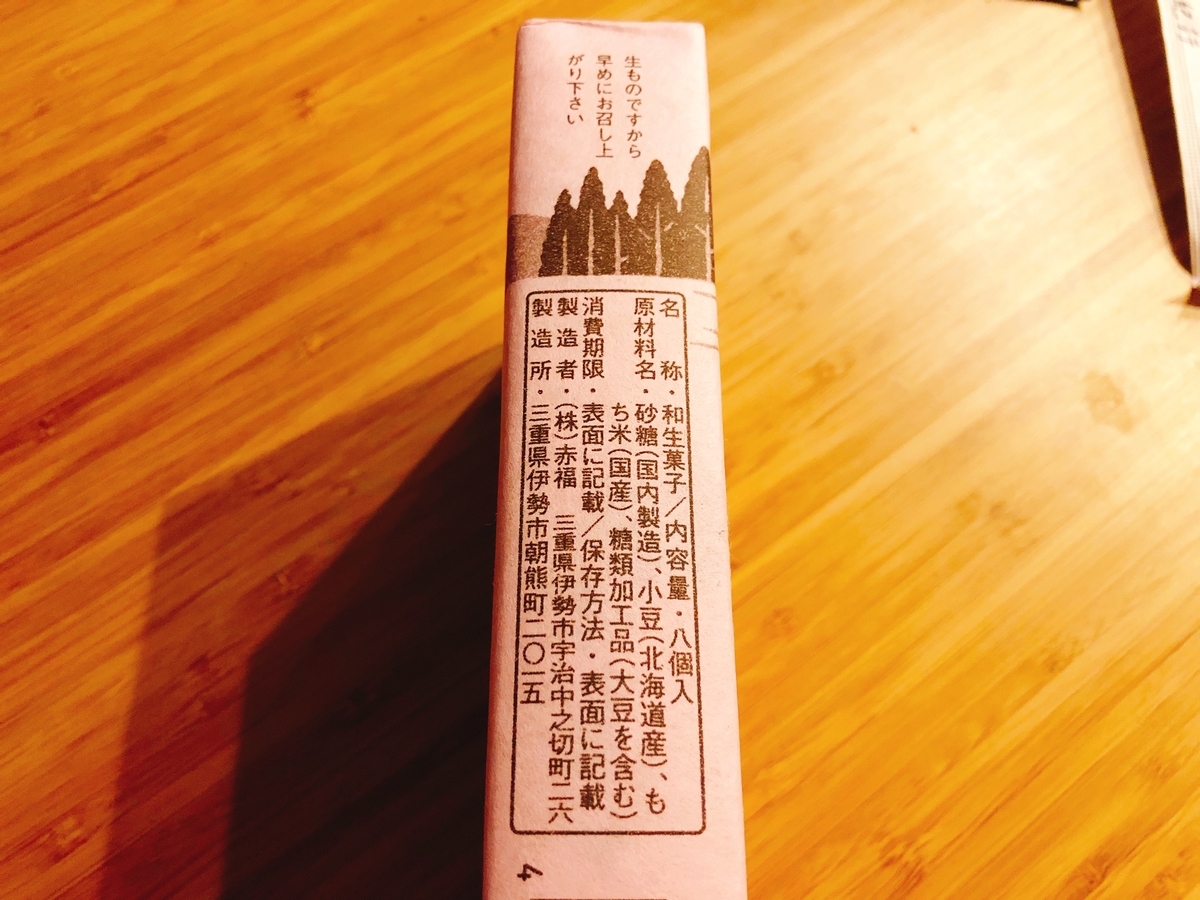 生ものですから
早めにお召し上
がり下さい
名称・和生菓子／内容量・八個入
原材料名・砂糖(国内製造)、小豆(北海道産)、も
ち米(国産)、糖類加工品(大豆を含む)
消費期限・表面に記載／保存方法・表面に記載
製造者・(株)赤福 三重県伊勢市宇治中之切町二六
製造所・三重県伊勢市朝熊町二〇一五
4